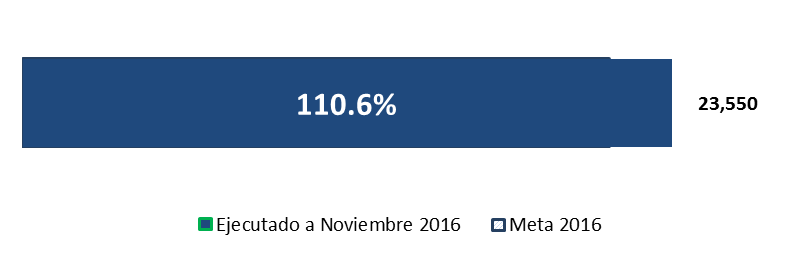 110.6%
23,550
Ejecutado a Noviembre 2016
Meta 2016